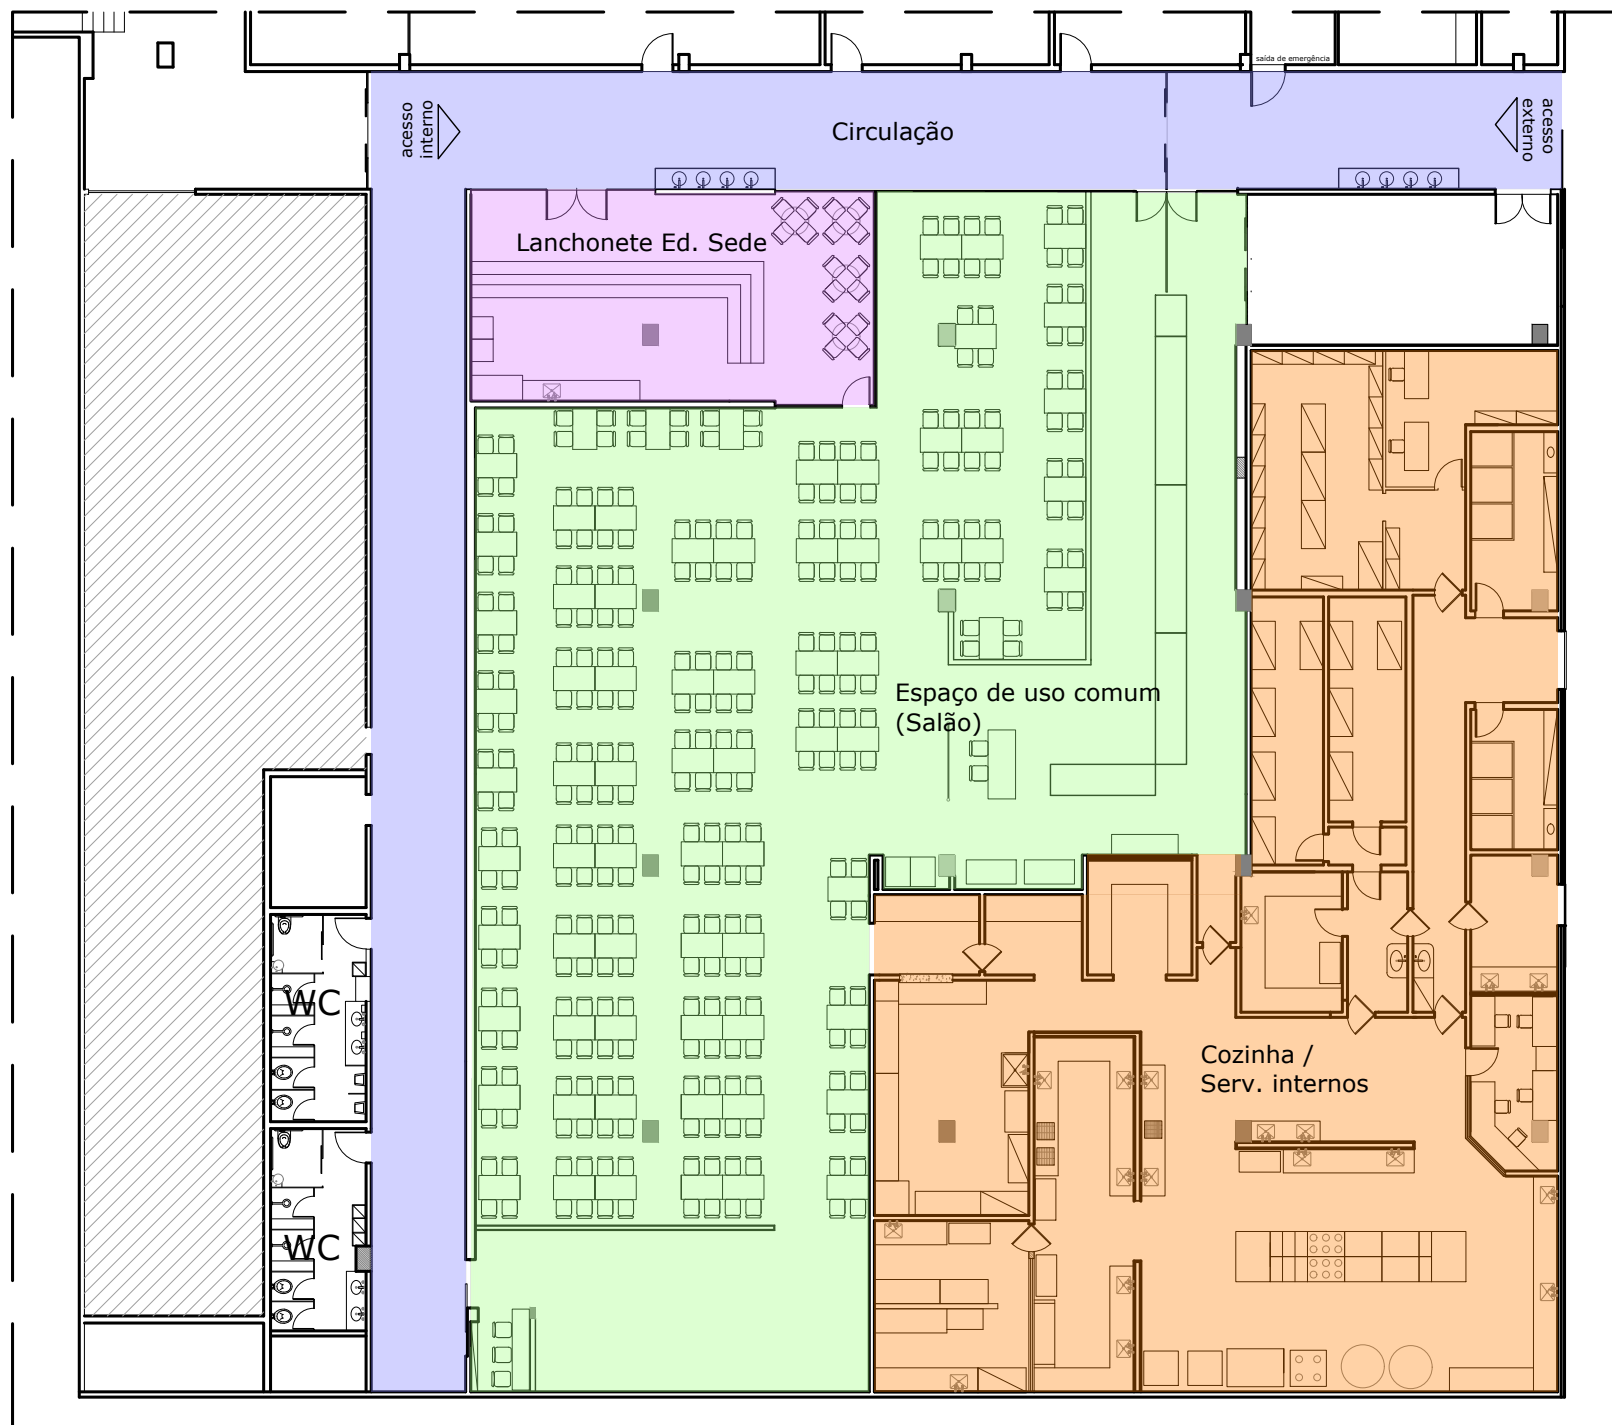 saída de emergência
acesso
interno
Circulação
acesso
externo
Lanchonete Ed. Sede
Espaço de uso comum
(Salão)
WC
Cozinha /
Serv. internos
WC